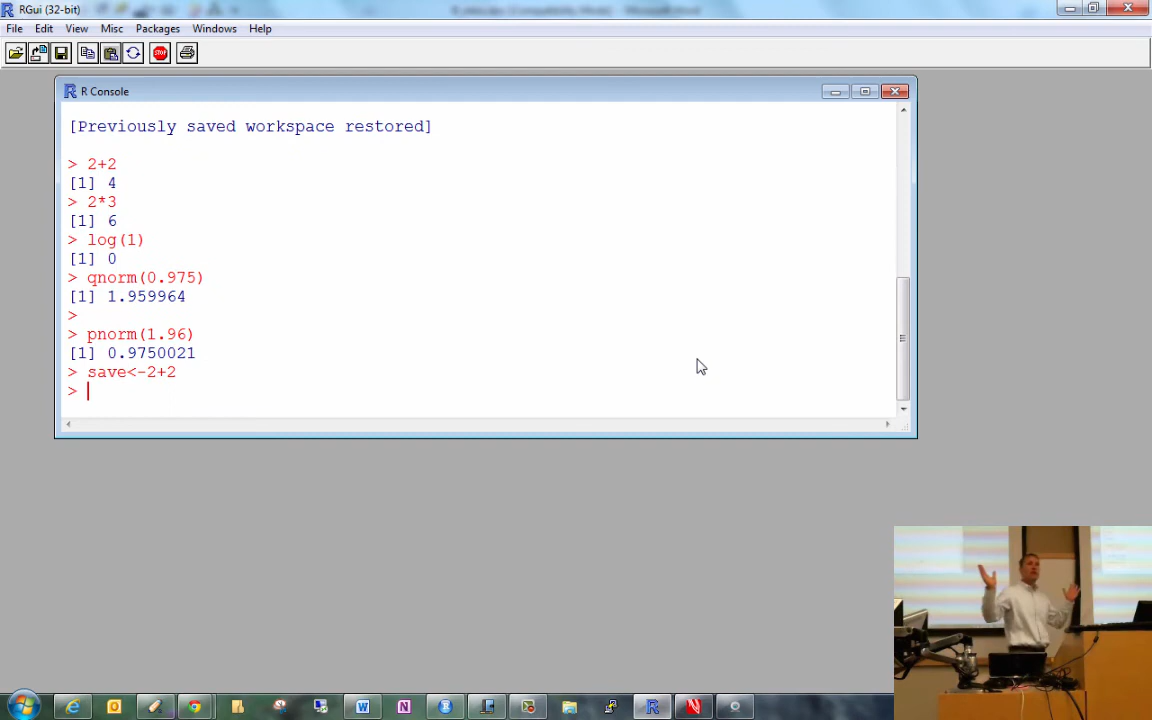 RGui (32-bit)
File Edit View Misc Packages Windows Help
STOP
R Console
[Previously saved workspace restored]
> 2+2
[1] 4
> 2*3
[1] 6
> log(1)
[1] 0
> qnorm(0.975)
[1] 1.959964
>
> pnorm(1.96)
[1] 0.9750021
> save<-2+2
>